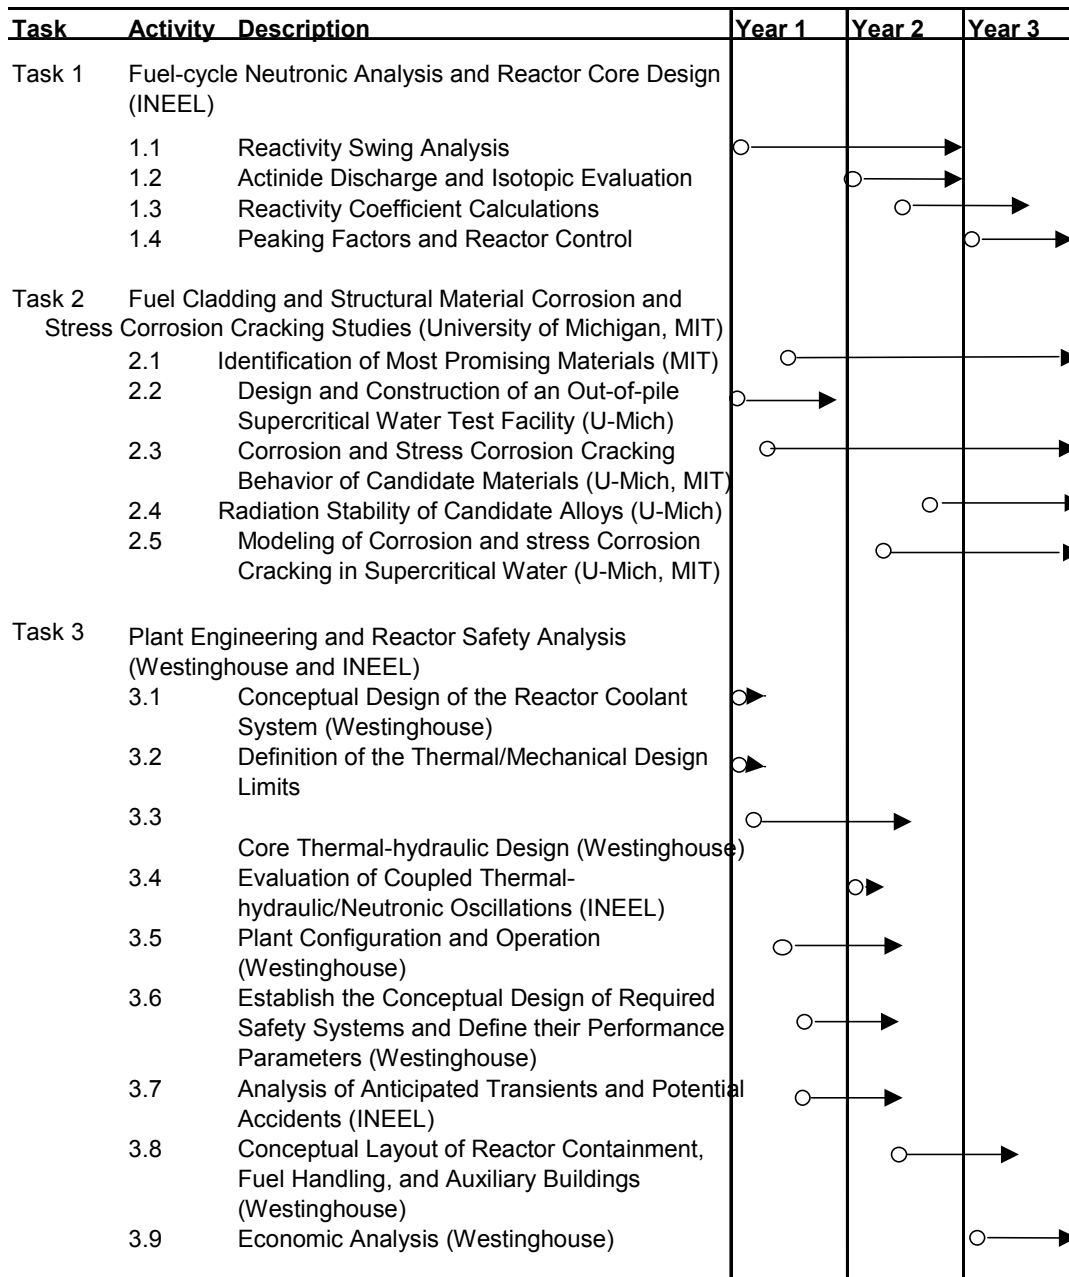 Task Activity Description Year 1 Year 2 Year 3
Task 1 Fuel-cycle Neutronic Analysis and Reactor Core Design
(INEEL)
1.1 Reactivity Swing Analysis
1.2 Actinide Discharge and Isotopic Evaluation
1.3 Reactivity Coefficient Calculations
1.4 Peaking Factors and Reactor Control
Task 2 Fuel Cladding and Structural Material Corrosion and
Stress Corrosion Cracking Studies (University of Michigan, MIT)
2.1 Identification of Most Promising Materials (MIT)
2.2 Design and Construction of an Out-of-pile
Supercritical Water Test Facility (U-Mich)
2.3 Corrosion and Stress Corrosion Cracking
Behavior of Candidate Materials (U-Mich, MIT)
2.4 Radiation Stability of Candidate Alloys (U-Mich)
2.5 Modeling of Corrosion and stress Corrosion
Cracking in Supercritical Water (U-Mich, MIT)
Task 3 Plant Engineering and Reactor Safety Analysis
(Westinghouse and INEEL)
3.1 Conceptual Design of the Reactor Coolant
System (Westinghouse)
3.2 Definition of the Thermal/Mechanical Design
Limits
3.3
Core Thermal-hydraulic Design (Westinghouse)
3.4 Evaluation of Coupled Thermal-
hydraulic/Neutronic Oscillations (INEEL)
3.5 Plant Configuration and Operation
(Westinghouse)
3.6 Establish the Conceptual Design of Required
Safety Systems and Define their Performance
Parameters (Westinghouse)
3.7 Analysis of Anticipated Transients and Potential
Accidents (INEEL)
3.8 Conceptual Layout of Reactor Containment,
Fuel Handling, and Auxiliary Buildings
(Westinghouse)
3.9 Economic Analysis (Westinghouse)